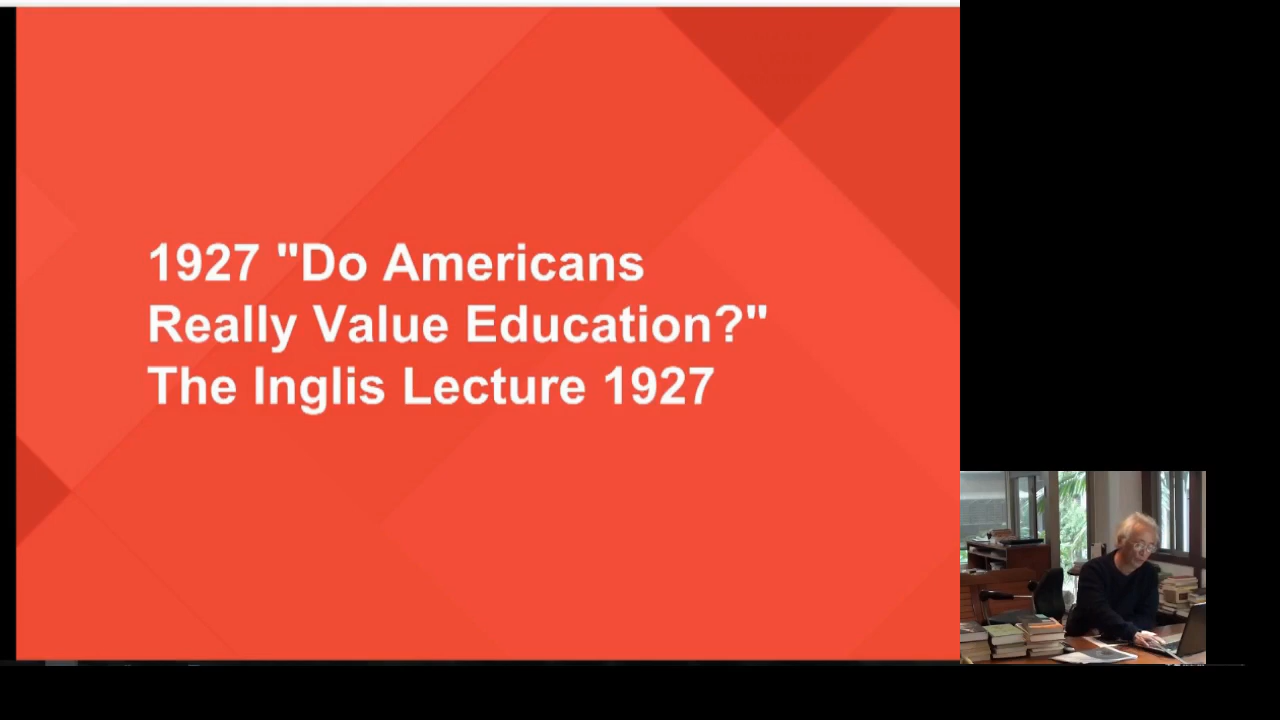 1927 "Do Americans
Really Value Education?"
The Inglis Lecture 1927